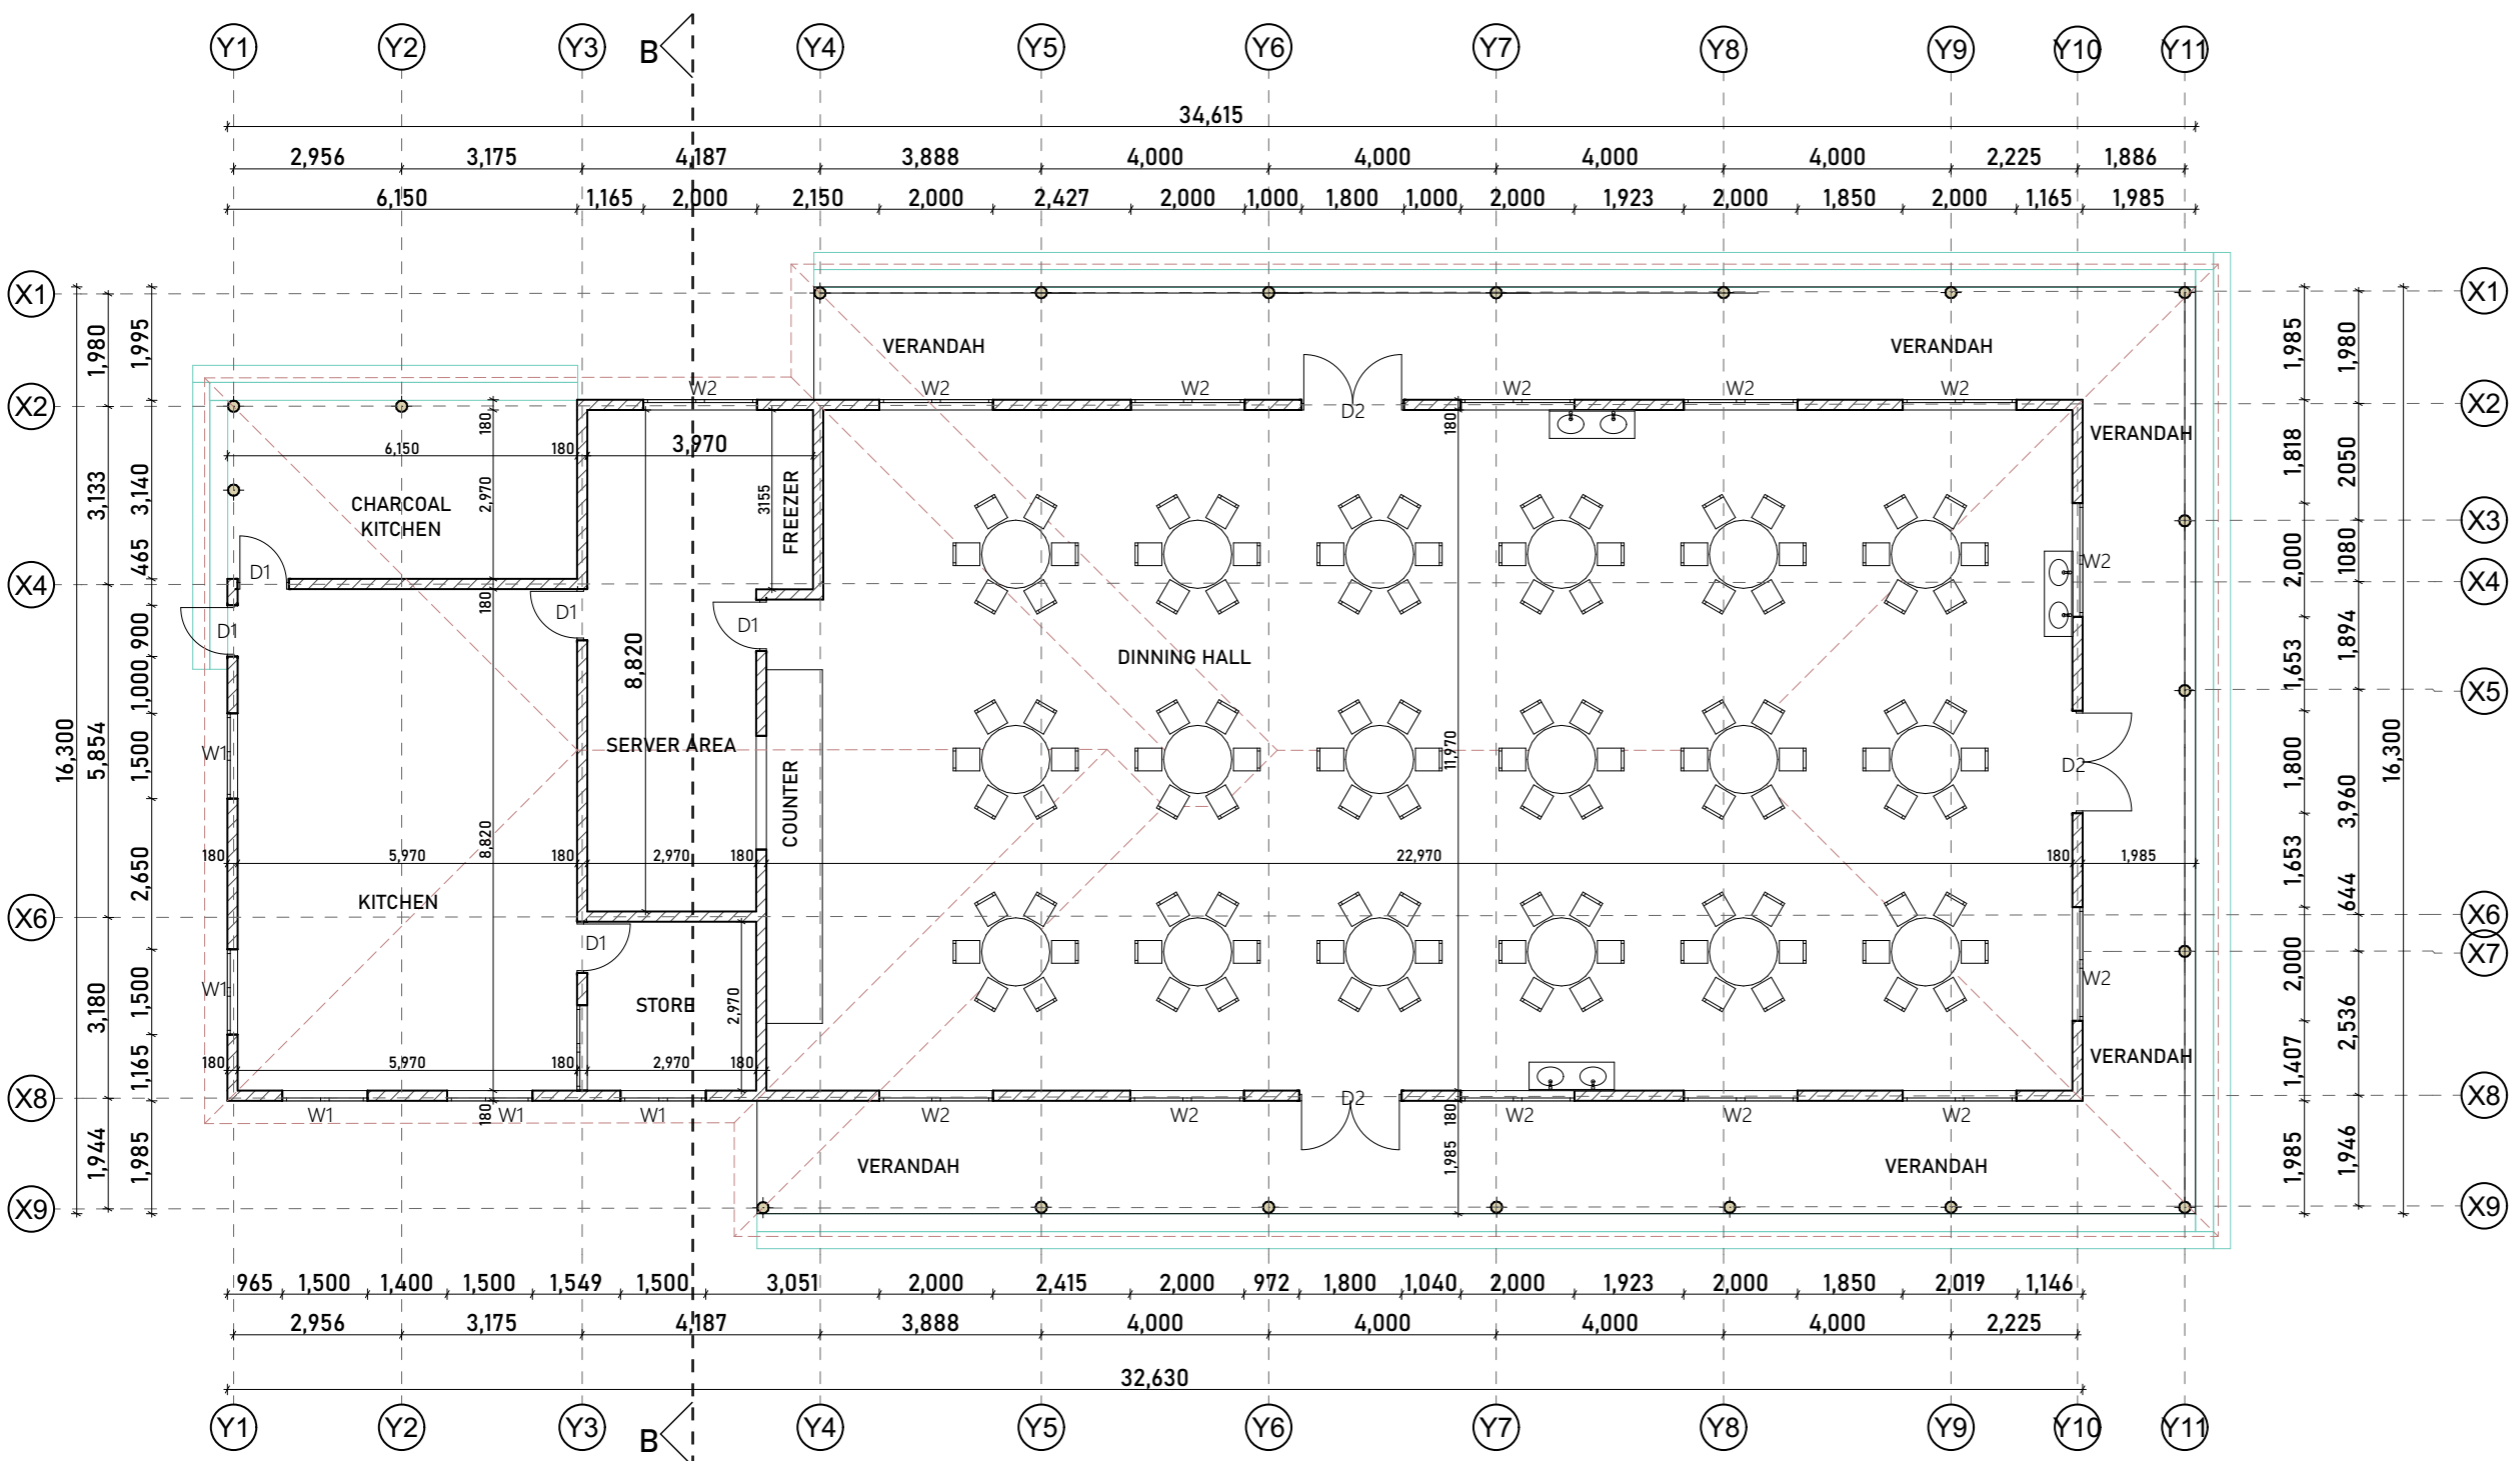 Y1 Y2 Y3 B Y4 Y5 Y6 Y7 Y8 Y9 Y10 Y11
34,615
2,956 3,175 4,187 3,888 4,000 4,000 4,000 4,000 2,225 1,886
6,150 1,165 2,000 2,150 2,000 2,427 2,000 1,000 1,800 1,000 2,000 1,923 2,000 1,850 2,000 1,165 1,985
X1 X1
VERANDAH VERANDAH
W2 W2 W2 W2 W2 W2
X2 D2 X2
VERANDAH
6,150 180 3,970
CHARCOAL
KITCHEN
FREEZER
3155
180
2,970
180
180
X3
W2
D1
X4 X4
D1 D1 D1
8,820
DINNING HALL
X5
SERVER AREA
W1
COUNTER
11,970
D2
8,820
180 5,970 180 2,970 180 22,970 180 1,985
KITCHEN
X6 X6
D1
X7
W1 W2
STORE
2,970
VERANDAH
180 5,970 180 2,970 180
X8 D2 X8
W1 W1 W1 W2 W2 W2 W2 W2
180
180
1,985
VERANDAH VERANDAH
X9 X9
16,300
1,980
3,133
5,854
3,180
1,944
1,995
3,140
465
900
1,000
1,500
2,650
1,500
1,165
1,985
1,985
1,818
2,000
1,653
1,800
1,653
2,000
1,407
1,985
1,980
2050
1080
1,894
3,960
644
2,536
1,946
16,300
965 1,500 1,400 1,500 1,549 1,500 3,051 2,000 2,415 2,000 972 1,800 1,040 2,000 1,923 2,000 1,850 2,019 1,146
2,956 3,175 4,187 3,888 4,000 4,000 4,000 4,000 2,225
32,630
Y1 Y2 Y3 B Y4 Y5 Y6 Y7 Y8 Y9 Y10 Y11